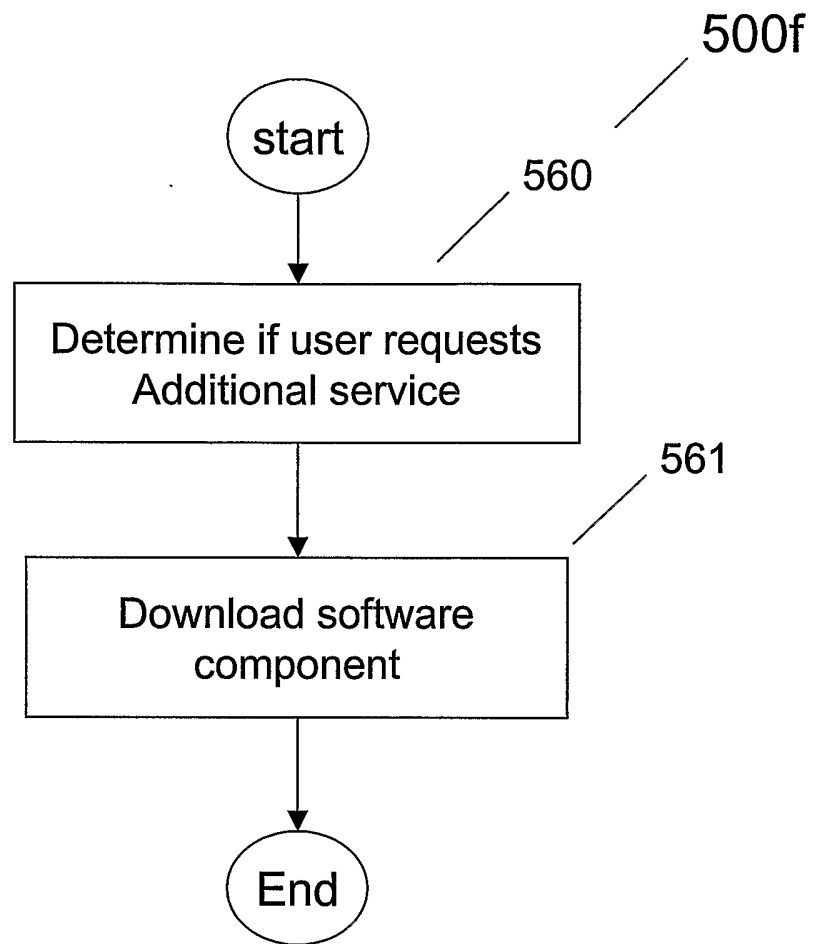 500f
start
560
Determine if user requests
Additional service
561
Download software
component
End